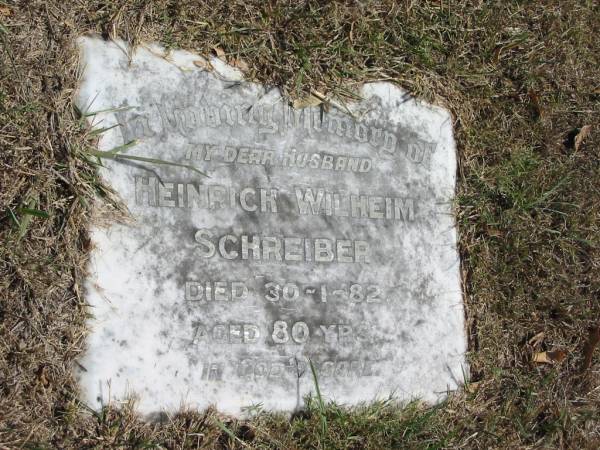 In Loving Memory of
MY DEAR HUSBAND
HEINRICH WILHEIM
SCHREIBER
DIED 30-1-82
AGED 80 YRS
IN GOD'S CARE